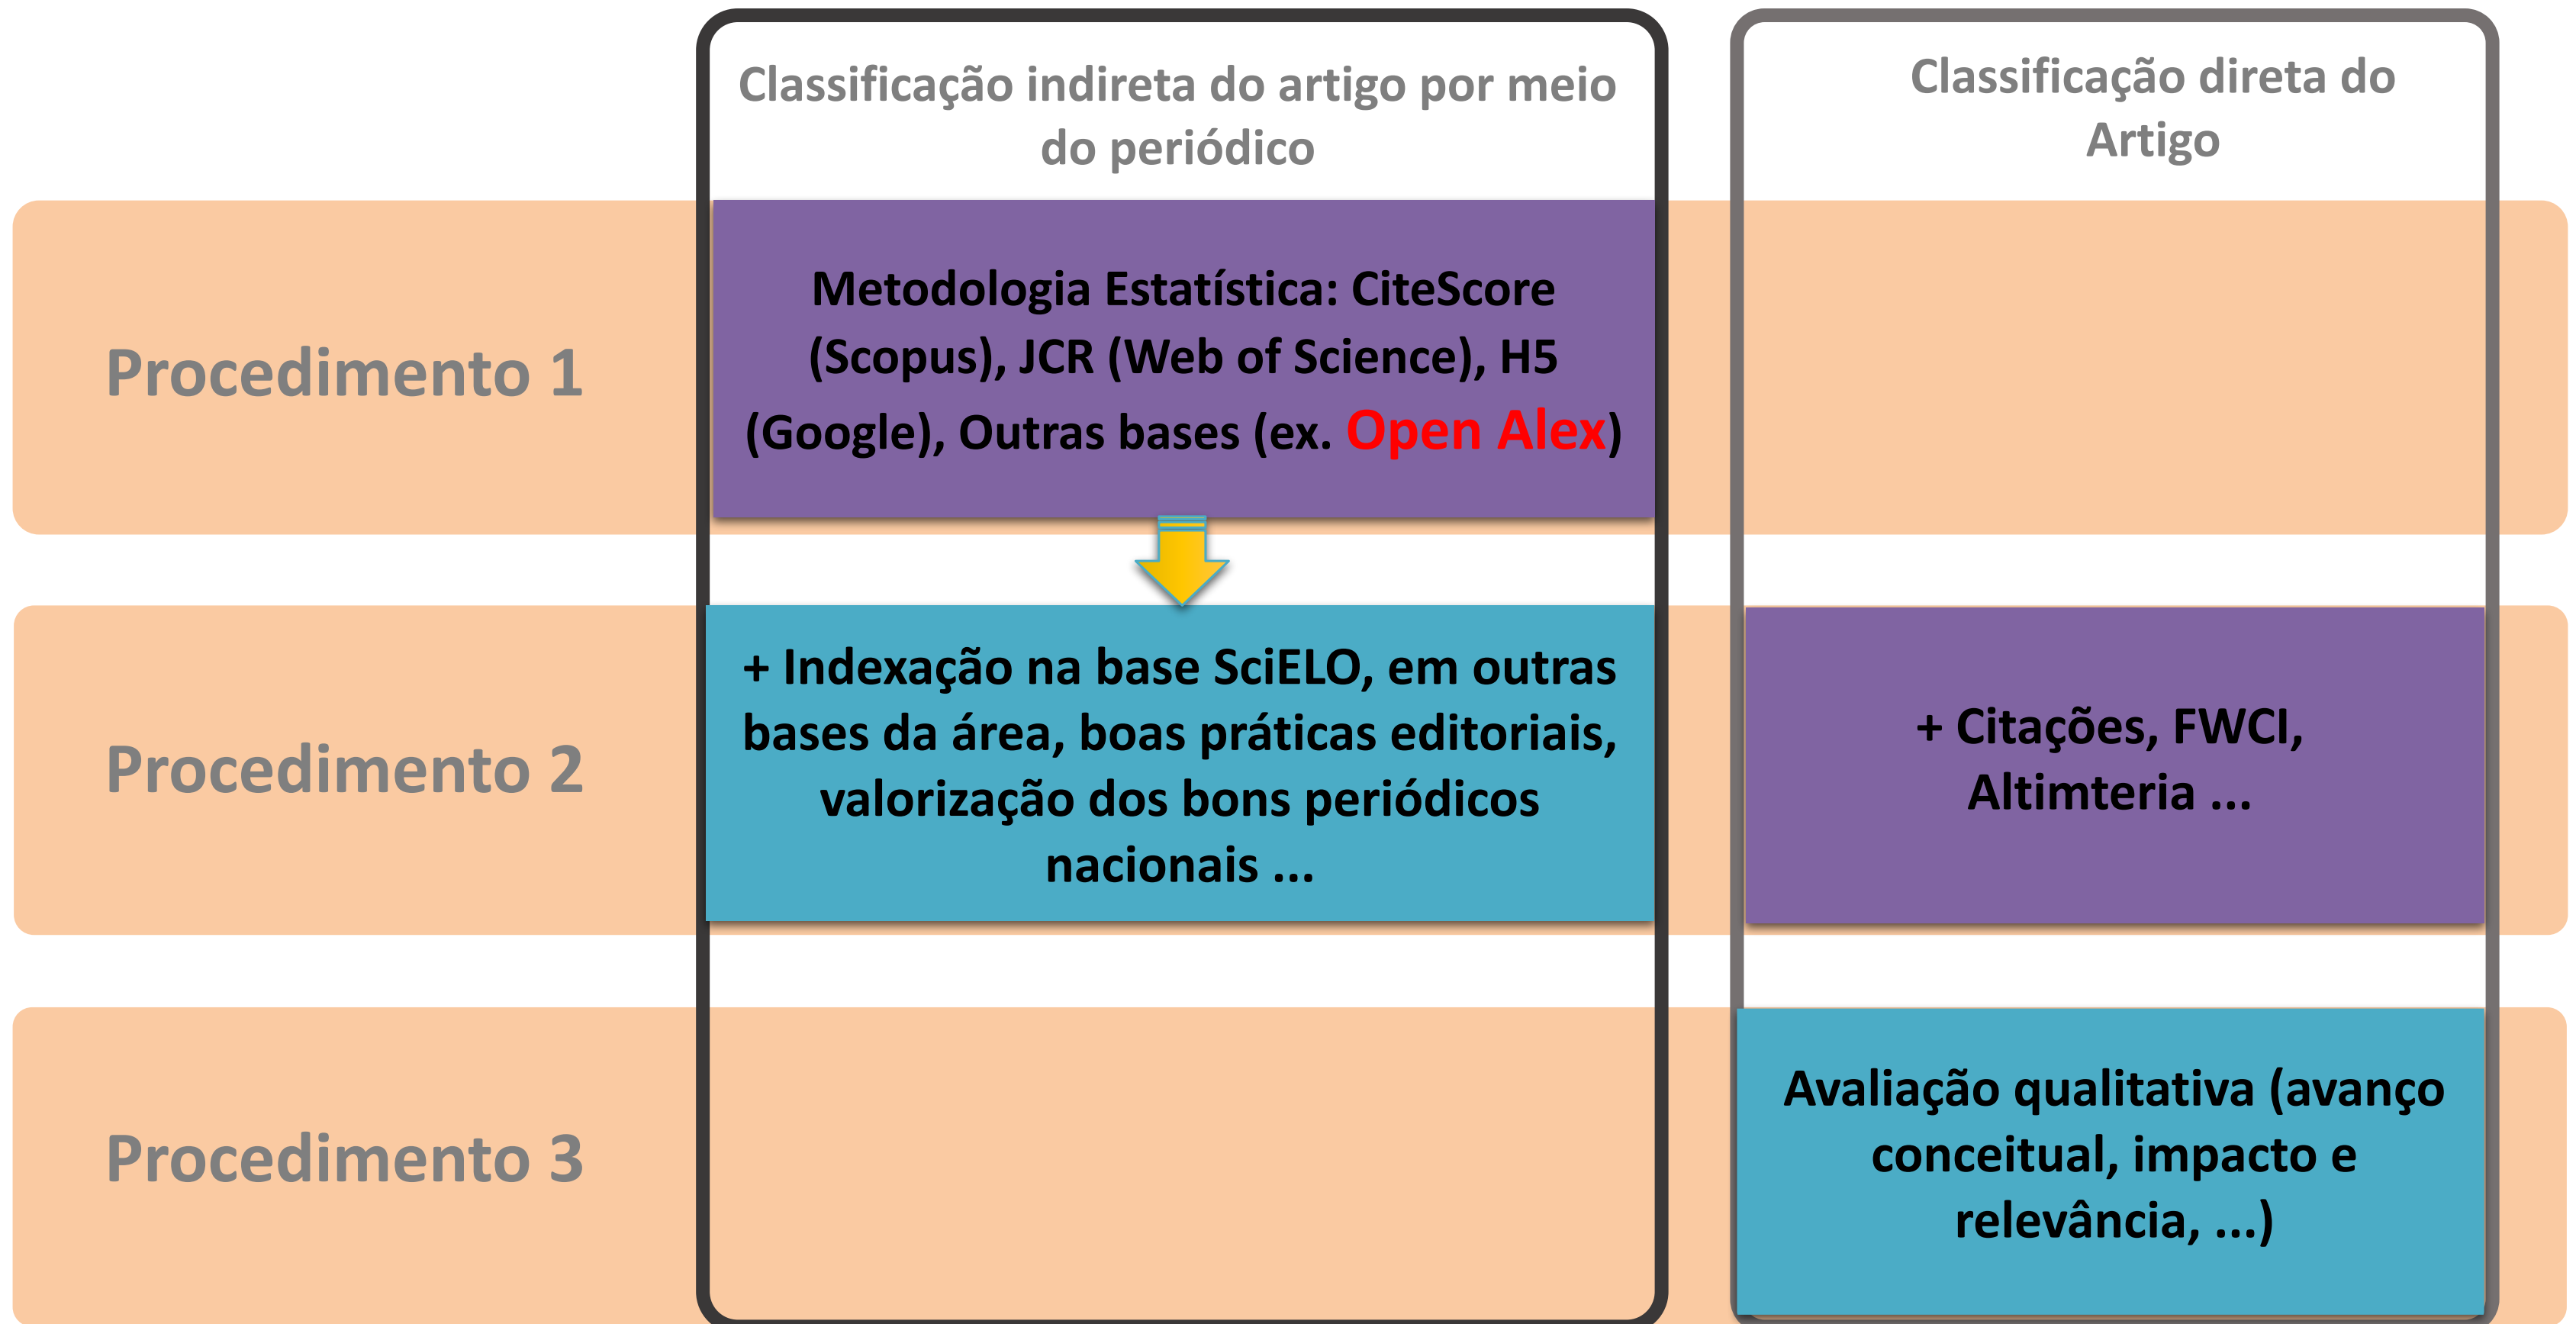 Classificação indireta do artigo por meio
do periódico
Classificação direta do
Artigo
Procedimento 1
Metodologia Estatística: CiteScore
(Scopus), JCR (Web of Science), H5
(Google), Outras bases (ex. Open Alex)
Procedimento 2
+ Indexação na base SciELO, em outras
bases da área, boas práticas editoriais,
valorização dos bons periódicos
nacionais ...
+ Citações, FWCI,
Altimteria ...
Procedimento 3
Avaliação qualitativa (avanço
conceitual, impacto e
relevância, ...)